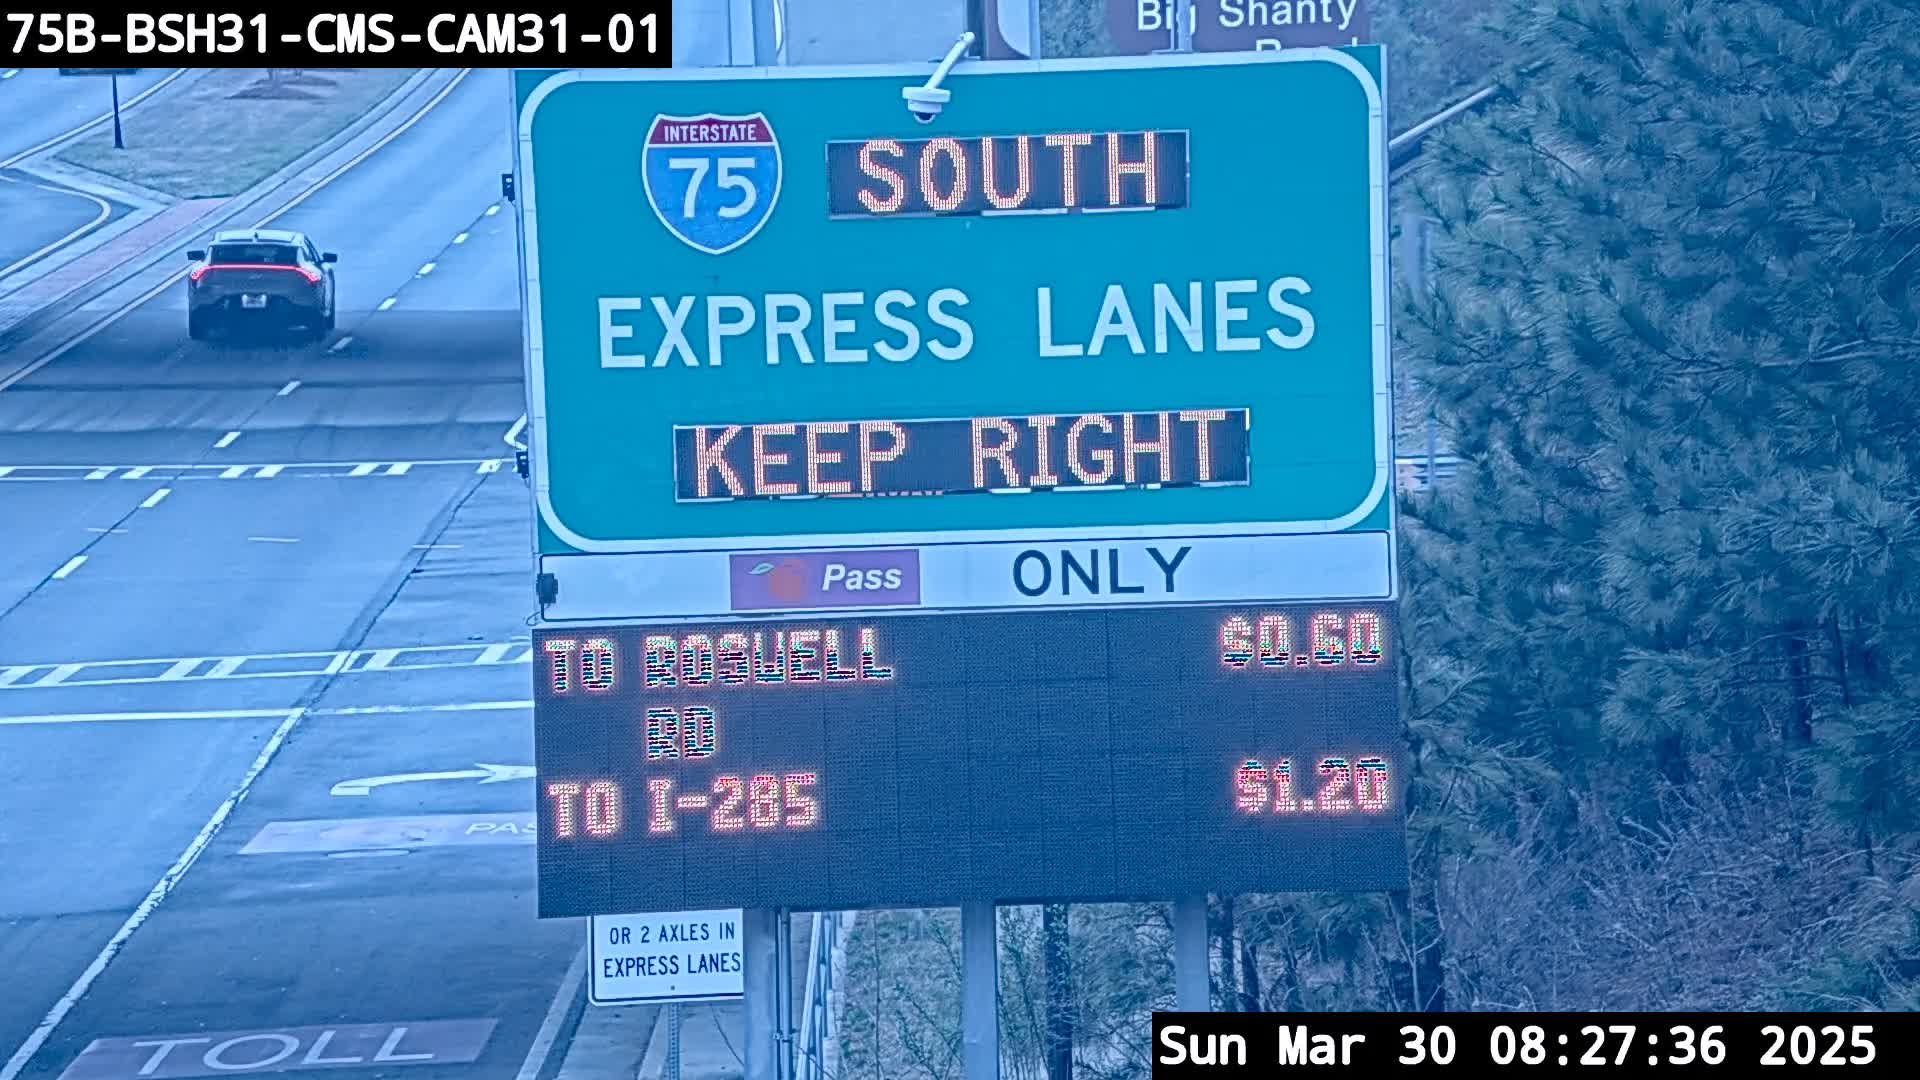 75B-BSH31-CMS-CAM31-01
Big Shanty
INTERSTATE
75
SOUTH
EXPRESS LANES
KEEP RIGHT
Pass ONLY
TO ROSWELL $0.60
RD
TO I-285 $1.20
OR 2 AXLES IN
EXPRESS LANES
TOLL
Sun Mar 30 08:27:36 2025